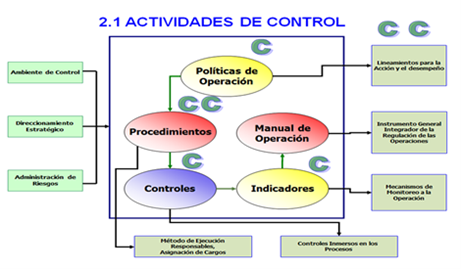 2.1 ACTIVIDADES DE CONTROL
C
C C
Políticas de
Operación
Lineamientos para la
Acción y el desempeño
Ambiente de Control
C C
Procedimientos
Manual de
Operación
Direccionamiento
Estratégico
Instrumento General
Integrador de la
Regulación de las
Operaciones
C
C
Controles
Indicadores
Administración de
Riesgos
Mecanismos de
Monitoreo a la
Operación
Método de Ejecución
Responsables,
Asignación de Cargos
Controles Inmersos en los
Procesos